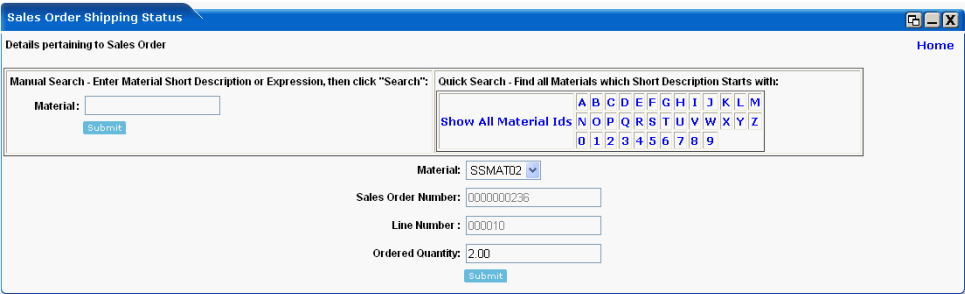 Sales Order Shipping Status
Details pertaining to Sales Order
Home
Manual Search - Enter Material Short Description or Expression, then click "Search":
Material:
Submit
Quick Search - Find all Materials which Short Description Starts with:
Show All Material Ids
A B C D E F G H I J K L M
N O P Q R S T U V W X Y Z
0 1 2 3 4 5 6 7 8 9
Material: SSMAT02
Sales Order Number: 0000000236
Line Number : 000010
Ordered Quantity: 2.00
Submit